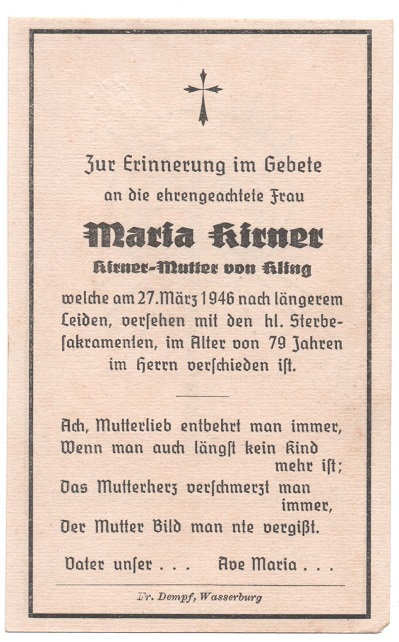 Zur Erinnerung im Gebete
an die ehrengeachtete Frau
Maria Kirner
Kirner-Mutter von Kling
welche am 27. März 1946 nach längerem
Leiden, versehen mit den hl. Sterbe-
sakramenten, im Alter von 79 Jahren
im Herrn verschieden ist.
Ach, Mutterlieb entbehrt man immer,
Wenn man auch längst kein Kind
mehr ist;
Das Mutterherz verschmerzt man
immer,
Der Mutter Bild man nte vergißt.
Vater unser . . . Ave Maria . . .
Fr. Dempf, Wasserburg